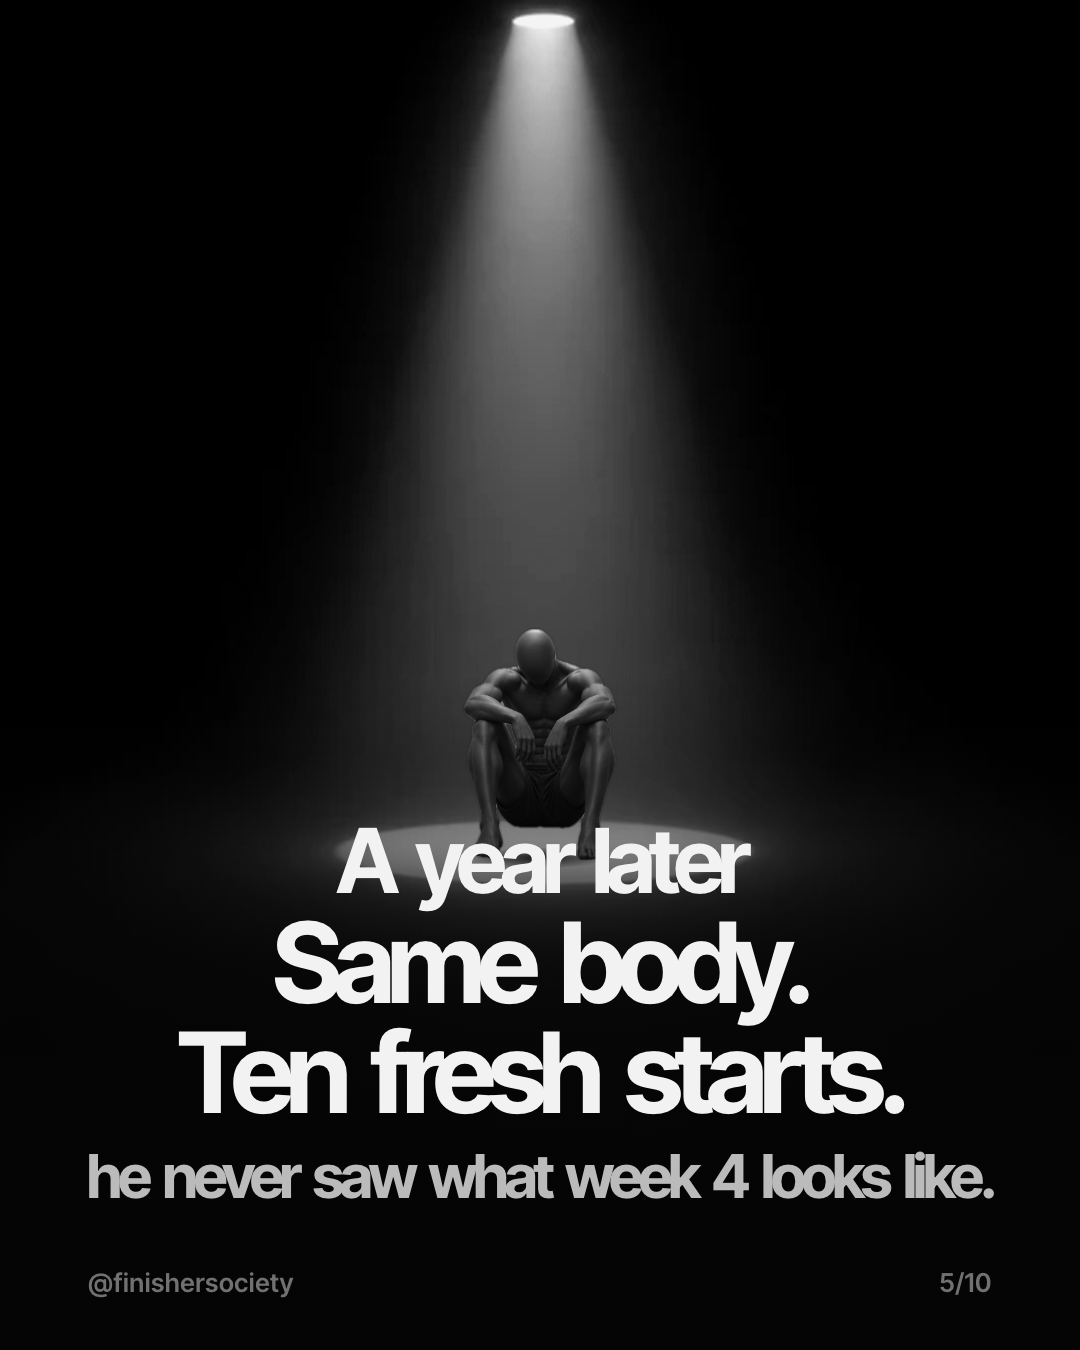 A year later
Same body.
Ten fresh starts.
he never saw what week 4 looks like.
@finishersociety
5/10